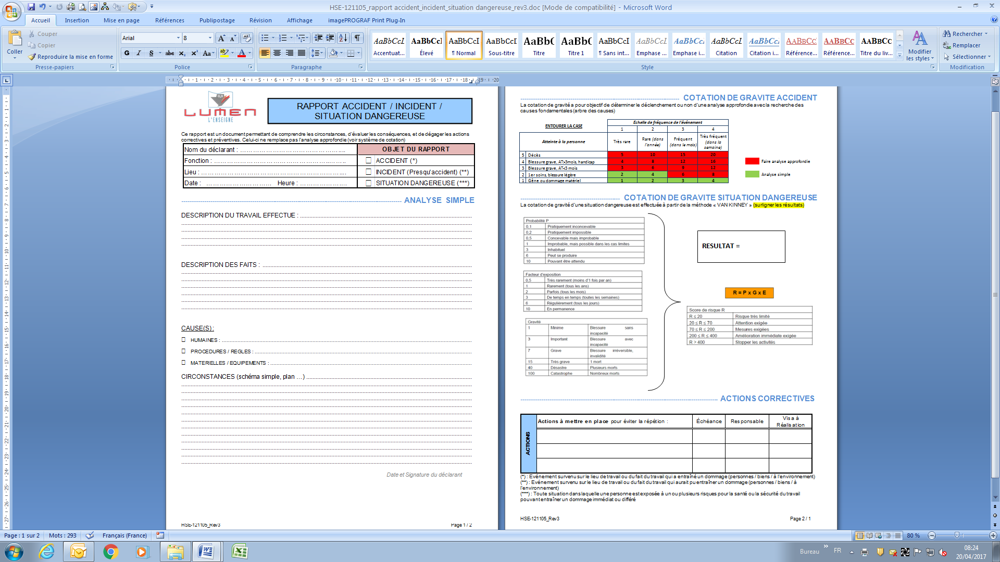 HSE-121105_rapport accident_incident_situation dangereuse_rev3.doc [Mode de compatibilité] - Microsoft Word
Accueil Insertion Mise en page Références Publipostage Révision Affichage imagePROGRAF Print Plug-In
Coller
Couper
Copier
Reproduire la mise en forme
Presse-papiers
Arial 8
G I S abc X₂ X² Aa
Police
Paragraphe
AaBbCcI AaBbCcI AaBbCcI AaBbCcI AaBbC AaBbC AaBbCcI AaBbCcI AaBbCcI AaBbCcI AaBbCcI AaBbCc AaBbCc AaBbCc
Accentuat... Élevé ¶ Normal Sous-titre Titre Titre 1 ¶ Sans int... Emphase ... Emphase i... Citation Citation i... Référence... Référence... Titre du liv...
Style
Modifier les styles
Rechercher
Remplacer
Sélectionner
Modification
1 2 3 4 5 6 7 8 9 10 11 12 13 14 15 16 17 18 19 20
LUMEN
L'ENSEIGNE
RAPPORT ACCIDENT / INCIDENT /
SITUATION DANGEREUSE
Ce rapport est un document permettant de comprendre les circonstances, d'évaluer les conséquences, et de dégager les actions
correctives et préventives. Celui-ci ne remplace pas l'analyse approfondie (voir système de cotation)
Nom du déclarant : ............ OBJET DU RAPPORT
Fonction : ............ ACCIDENT (*)
Lieu : ............ INCIDENT (Presqu'accident) (**)
Date : ............ Heure : ............ SITUATION DANGEREUSE (***)
ANALYSE SIMPLE
DESCRIPTION DU TRAVAIL EFFECTUE :
DESCRIPTION DES FAITS :
CAUSE(S) :
HUMAINES :
PROCEDURES / REGLES :
MATERIELLES / EQUIPEMENTS :
CIRCONSTANCES (schéma simple, plan ...)
Date et Signature du déclarant
HSE-121105_Rev3 Page 1 / 2
COTATION DE GRAVITE ACCIDENT
La cotation de gravité a pour objectif de déterminer le déclenchement ou non d'une analyse approfondie avec la recherche des
causes fondamentales (arbre des causes)
ENTOURER LA CASE Echelle de fréquence de l'événement
1 2 3 4
Atteinte à la personne Très rare Rare (dans l'année) Fréquent (dans le mois) Très fréquent (dans la semaine)
5 Décès 5 10 15 20
4 Blessure grave, AT>3mois, handicap 4 8 12 16
3 Blessure grave, AT<3 mois 3 6 9 12
2 1er soins, blessure légère 2 4 6 8
1 Gêne ou dommage matériel 1 2 3 4
Faire analyse approfondie
Analyse simple
COTATION DE GRAVITE SITUATION DANGEREUSE
La cotation de gravité d'une situation dangereuse est effectuée à partir de la méthode « VAN KINNEY » (surligner les résultats)
Probabilité P
0,1 Pratiquement inconcevable
0,2 Pratiquement impossible
0,5 Concevable mais improbable
1 Improbable, mais possible dans les cas limites
3 Inhabituel
6 Peut se produire
10 Pouvant être attendu
Facteur d'exposition
0,5 Très rarement (moins d'1 fois par an)
1 Rarement (tous les ans)
2 Parfois (tous les mois)
3 De temps en temps (toutes les semaines)
6 Régulièrement (tous les jours)
10 En permanence
Gravité
1 Minime Blessure sans incapacité
3 Important Blessure avec incapacité
7 Grave Blessure irréversible, invalidité
15 Très grave 1 mort
40 Désastre Plusieurs morts
100 Catastrophe Nombreux morts
RESULTAT =
R = P x G x E
Score de risque R
R ≤ 20 Risque très limité
20 ≤ R ≤ 70 Attention exigée
70 ≤ R ≤ 200 Mesures exigées
200 ≤ R ≤ 400 Amélioration immédiate exigée
R > 400 Stopper les activités
ACTIONS CORRECTIVES
ACTIONS
Actions à mettre en place pour éviter la répétion : Échéance Responsable Visa à Réalisation
(*) : Evénement survenu sur le lieu de travail ou du fait du travail qui a entraîné un dommage (personnes / biens / à l'environnement)
(**) : Evénement survenu sur le lieu de travail ou du fait du travail qui aurait pu entraîner un dommage (personnes / biens / à
l'environnement)
(***) : Toute situation dans laquelle une personne est exposée à un ou plusieurs risques pour la santé ou la sécurité du travail
pouvant entraîner un dommage immédiat ou différé
HSE-121105_Rev3 Page 2 / 1
Page : 1 sur 2 Mots : 293 Français (France) 80 %
Bureau FR 08:24
20/04/2017